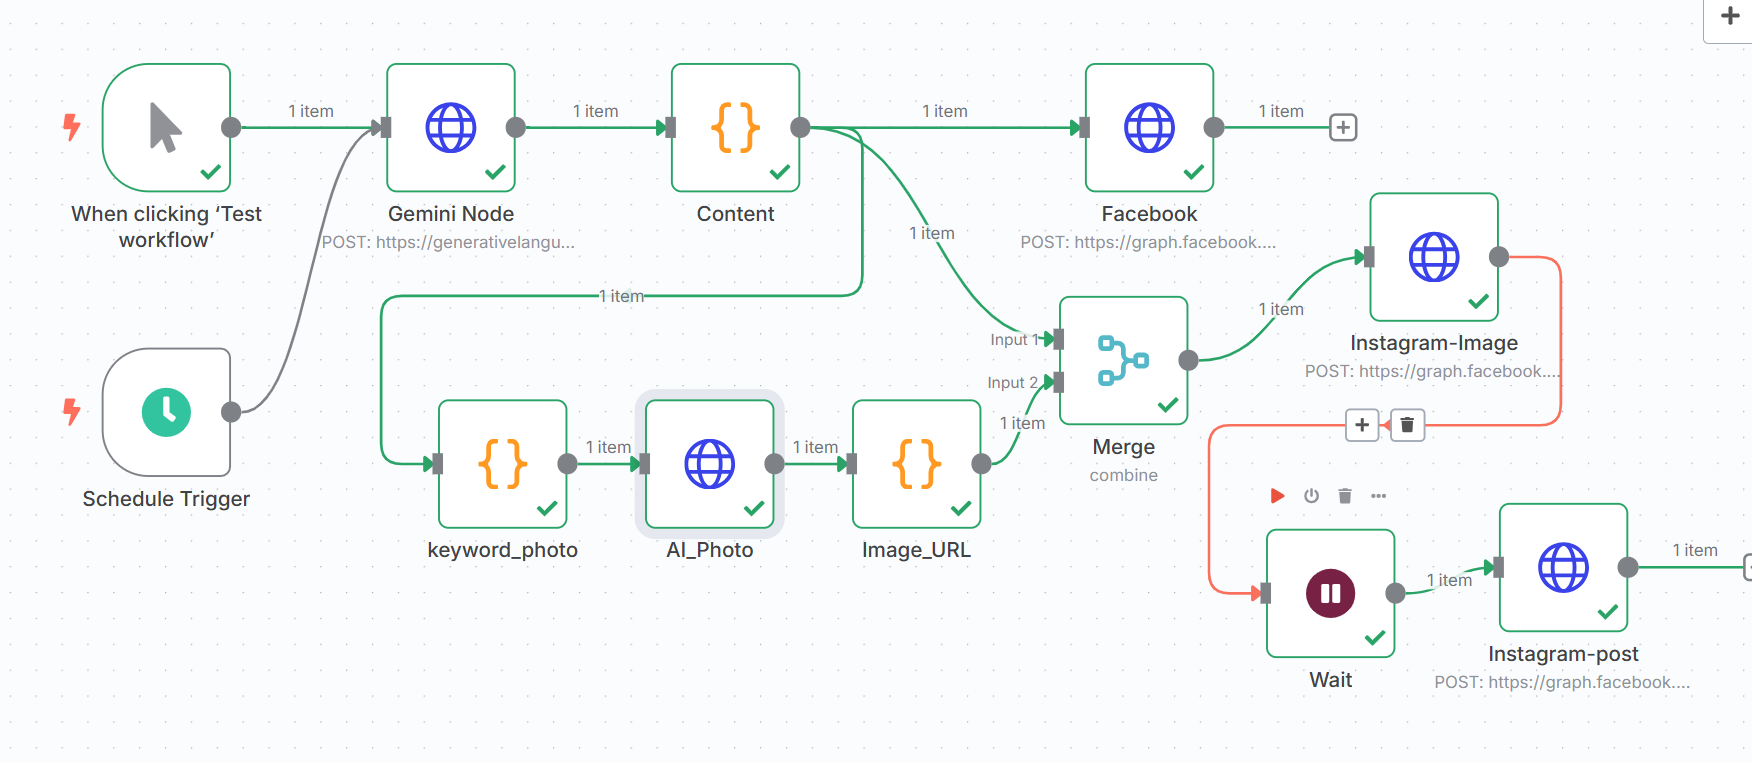 1 item
1 item
1 item
1 item
When clicking ‘Test
workflow’
Gemini Node
POST: https://generativelangu...
Content
Facebook
POST: https://graph.facebook....
1 item
1 item
1 item
Input 1
Input 2
Instagram-Image
POST: https://graph.facebook....
1 item
1 item
1 item
Merge
combine
Schedule Trigger
keyword_photo
AI_Photo
Image_URL
1 item
1 item
Wait
Instagram-post
POST: https://graph.facebook....